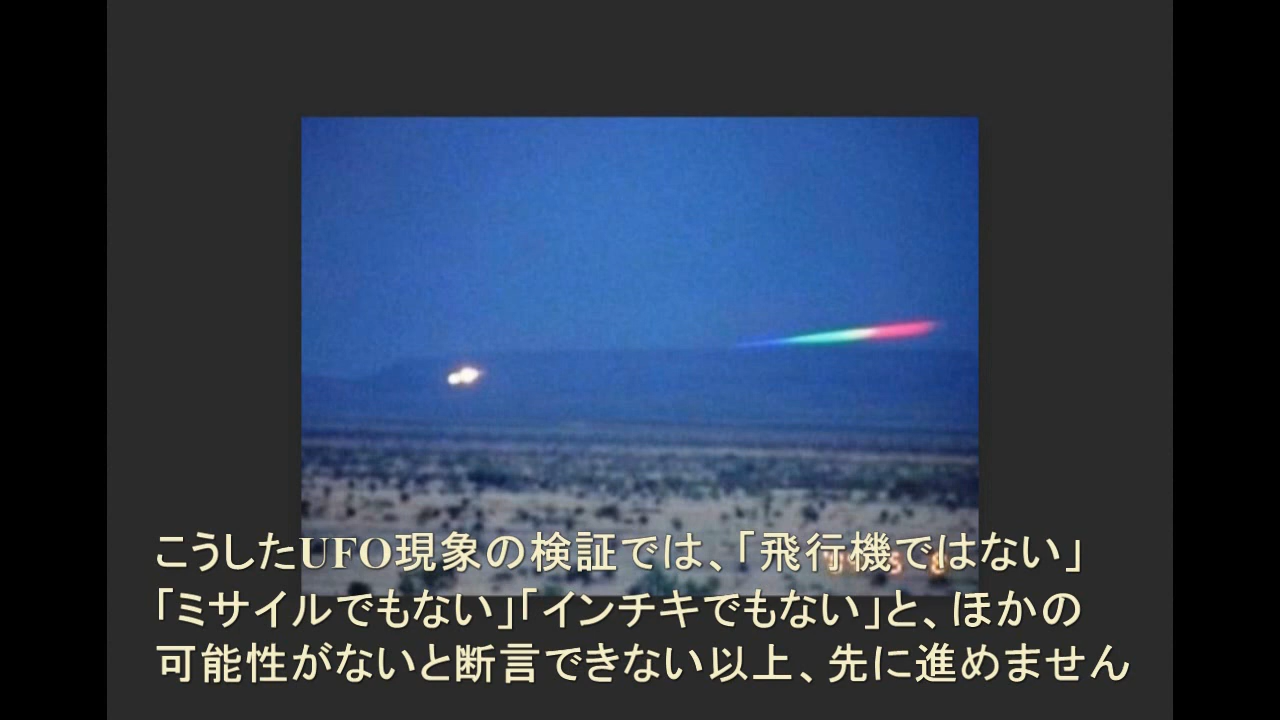 こうしたUFO現象の検証では、「飛行機ではない」
「ミサイルでもない」「インチキでもない」と、ほかの
可能性がないと断言できない以上、先に進めません